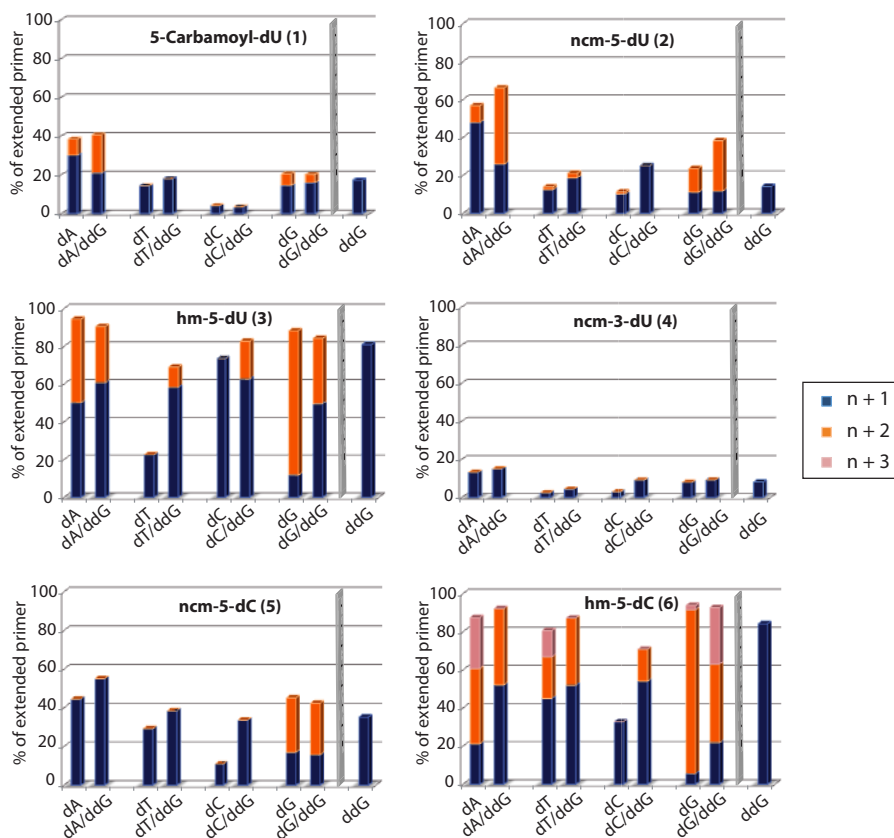 5-Carbamoyl-dU (1)
% of extended primer
100
80
60
40
20
0
dA
dA/ddG
dT
dT/ddG
dC
dC/ddG
dG
dG/ddG
ddG
ncm-5-dU (2)
% of extended primer
100
80
60
40
20
0
dA
dA/ddG
dT
dT/ddG
dC
dC/ddG
dG
dG/ddG
ddG
hm-5-dU (3)
% of extended primer
100
80
60
40
20
0
dA
dA/ddG
dT
dT/ddG
dC
dC/ddG
dG
dG/ddG
ddG
ncm-3-dU (4)
% of extended primer
100
80
60
40
20
0
dA
dA/ddG
dT
dT/ddG
dC
dC/ddG
dG
dG/ddG
ddG
n + 1
n + 2
n + 3
ncm-5-dC (5)
% of extended primer
100
80
60
40
20
0
dA
dA/ddG
dT
dT/ddG
dC
dC/ddG
dG
dG/ddG
ddG
hm-5-dC (6)
% of extended primer
100
80
60
40
20
0
dA
dA/ddG
dT
dT/ddG
dC
dC/ddG
dG
dG/ddG
ddG